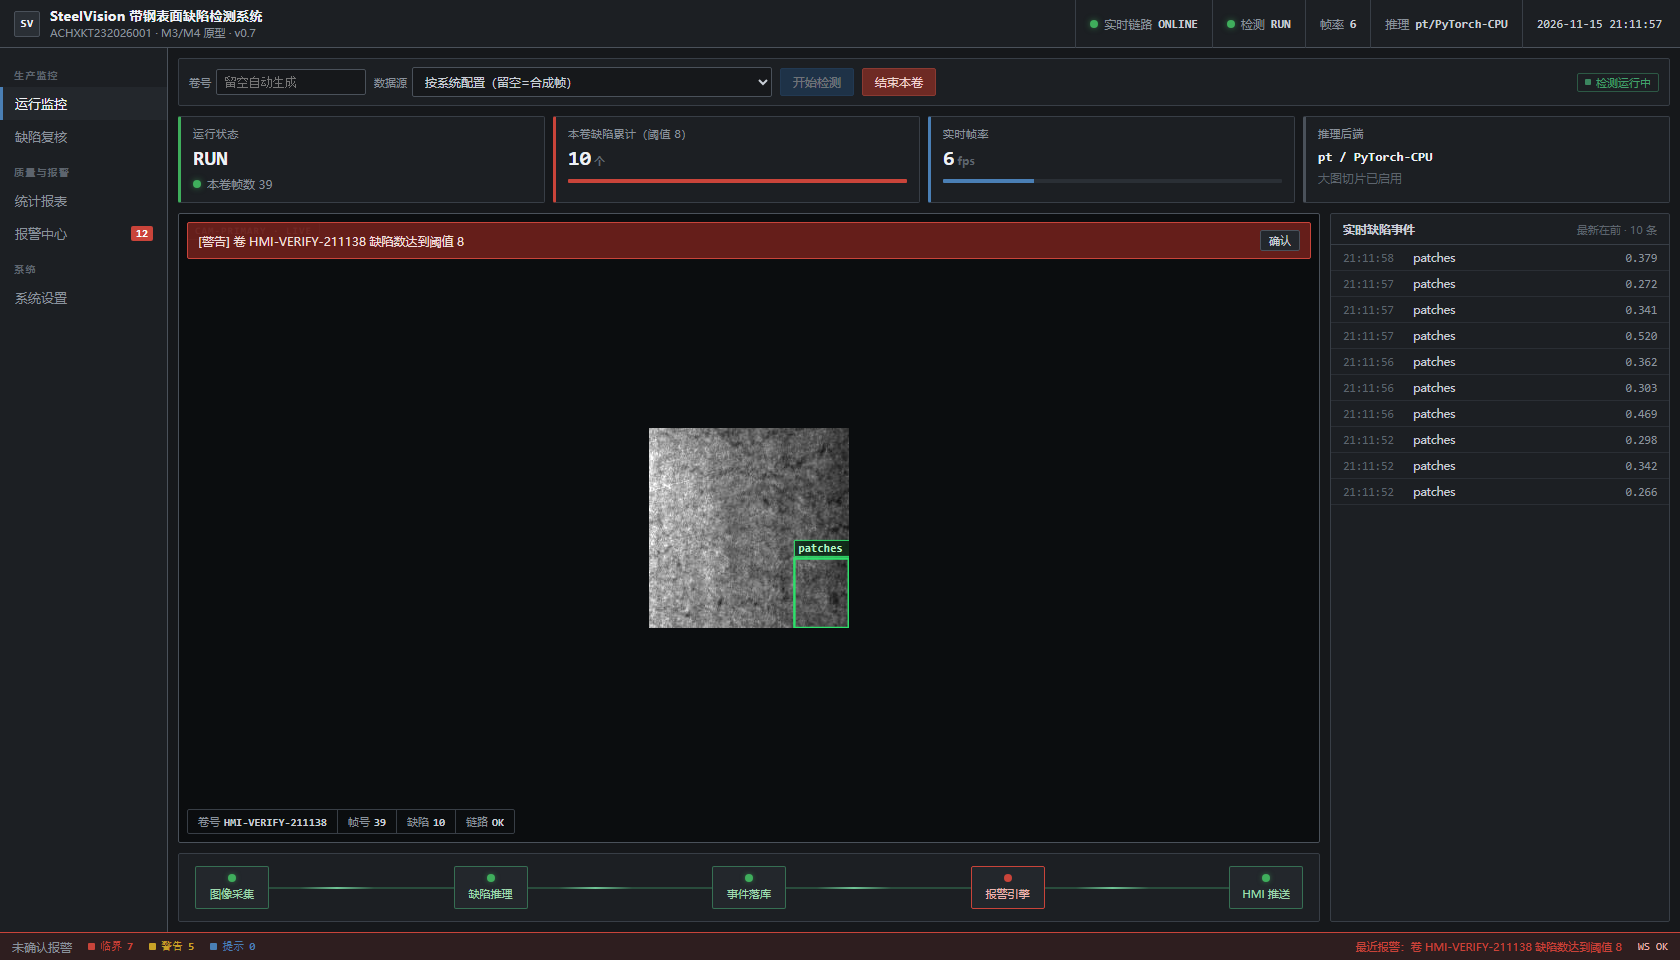 SV
SteelVision 带钢表面缺陷检测系统
ACHXKT232026001 · M3/M4 原型 · v0.7
实时链路 ONLINE
检测 RUN
帧率 6
推理 pt/PyTorch-CPU
2026-11-15 21:11:57
生产监控
运行监控
缺陷复核
质量与报警
统计报表
报警中心 12
系统
系统设置
卷号 留空自动生成 数据源 按系统配置（留空=合成帧） 开始检测 结束本卷
检测运行中
运行状态
RUN
本卷帧数 39
本卷缺陷累计（阈值 8）
10 个
实时帧率
6 fps
推理后端
pt / PyTorch-CPU
大图切片已启用
[警告] 卷 HMI-VERIFY-211138 缺陷数达到阈值 8 确认
patches
卷号 HMI-VERIFY-211138 帧号 39 缺陷 10 链路 OK
实时缺陷事件 最新在前 · 10 条
21:11:58 patches 0.379
21:11:57 patches 0.272
21:11:57 patches 0.341
21:11:57 patches 0.520
21:11:56 patches 0.362
21:11:56 patches 0.303
21:11:56 patches 0.469
21:11:52 patches 0.298
21:11:52 patches 0.342
21:11:52 patches 0.266
图像采集
缺陷推理
事件落库
报警引擎
HMI 推送
未确认报警 临界 7 警告 5 提示 0
最近报警：卷 HMI-VERIFY-211138 缺陷数达到阈值 8 WS OK